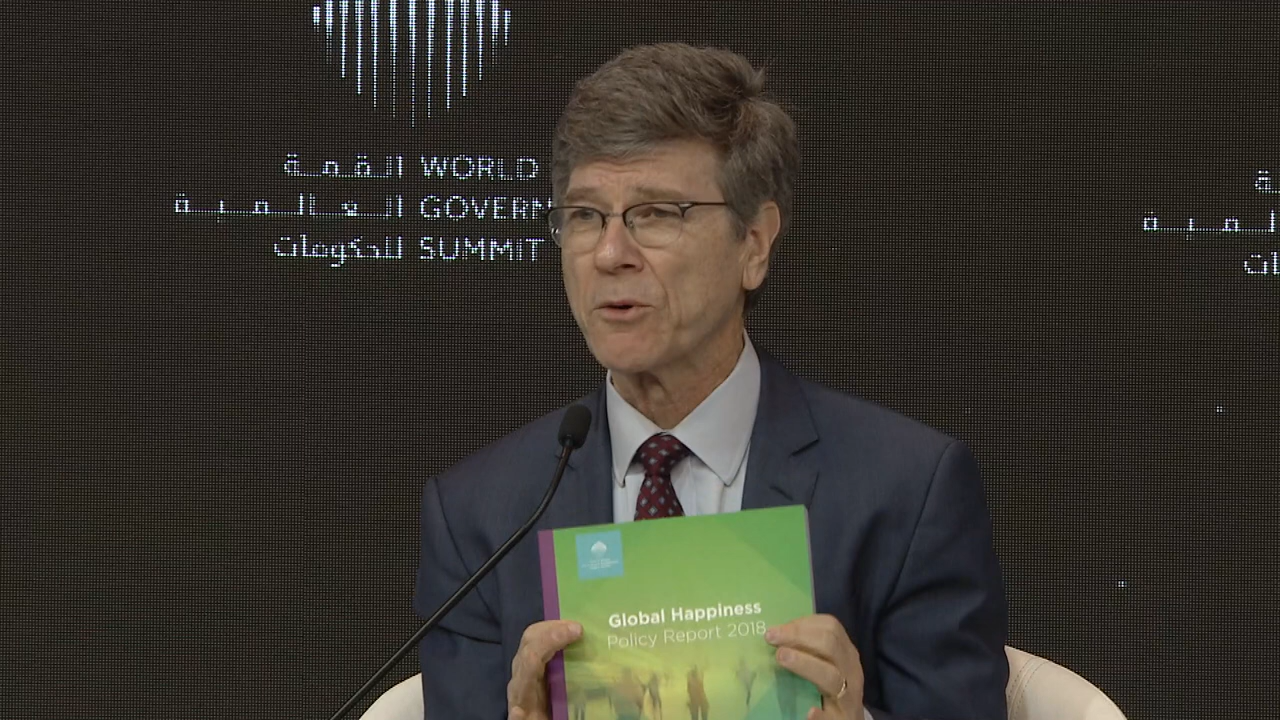 القمة WORLD
العالمية GOVERN
للحكومات SUMMIT
Global Happiness
Policy Report 2018